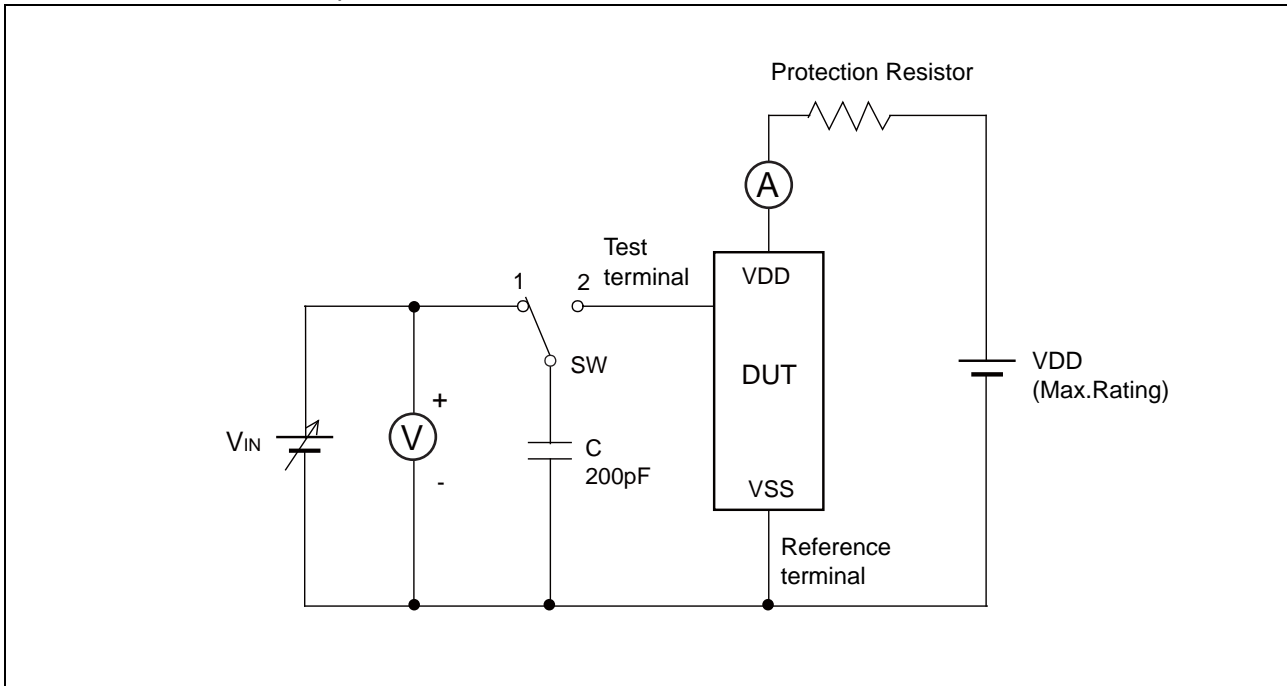 Protection Resistor
A
Test
terminal
1
2
VDD
SW
DUT
VDD
(Max.Rating)
VIN
+
V
-
C
200pF
VSS
Reference
terminal